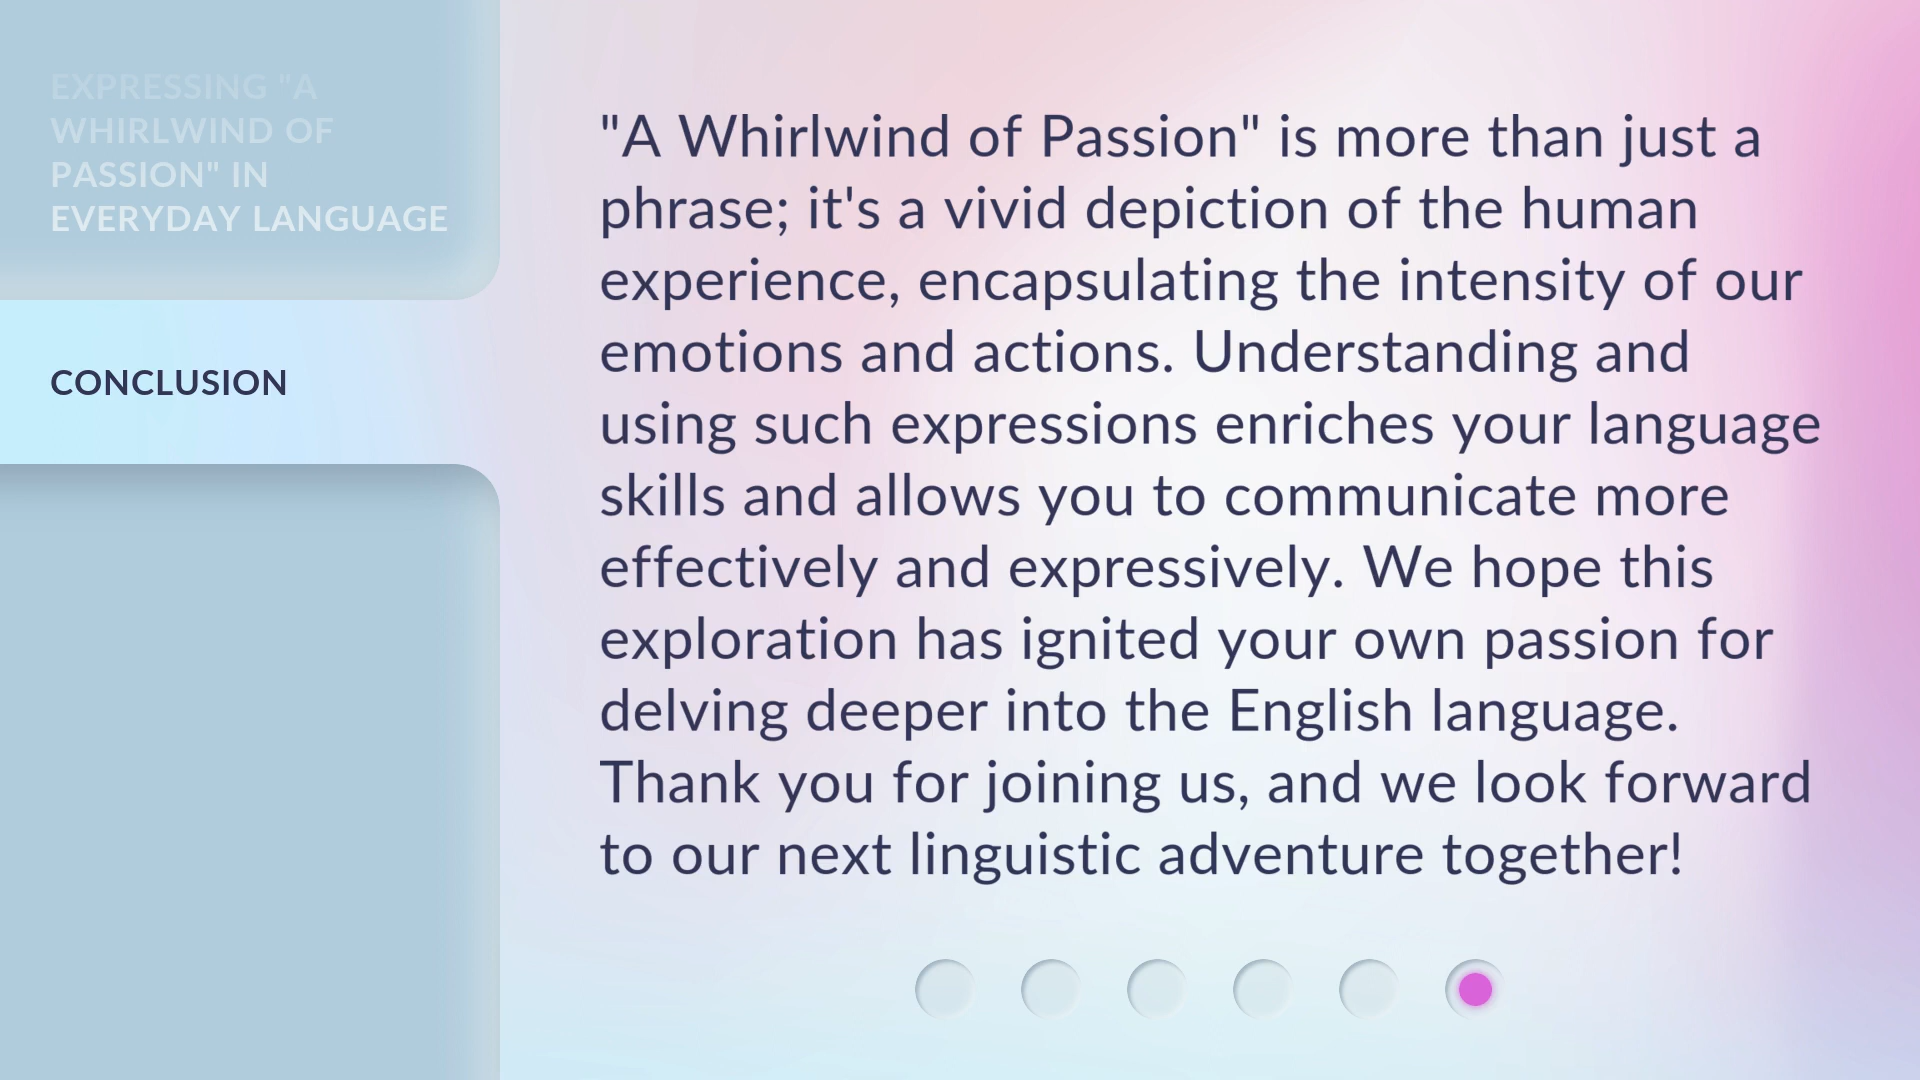 EXPRESSING "A
WHIRLWIND OF
PASSION" IN
EVERYDAY LANGUAGE
CONCLUSION
"A Whirlwind of Passion" is more than just a
phrase; it's a vivid depiction of the human
experience, encapsulating the intensity of our
emotions and actions. Understanding and
using such expressions enriches your language
skills and allows you to communicate more
effectively and expressively. We hope this
exploration has ignited your own passion for
delving deeper into the English language.
Thank you for joining us, and we look forward
to our next linguistic adventure together!